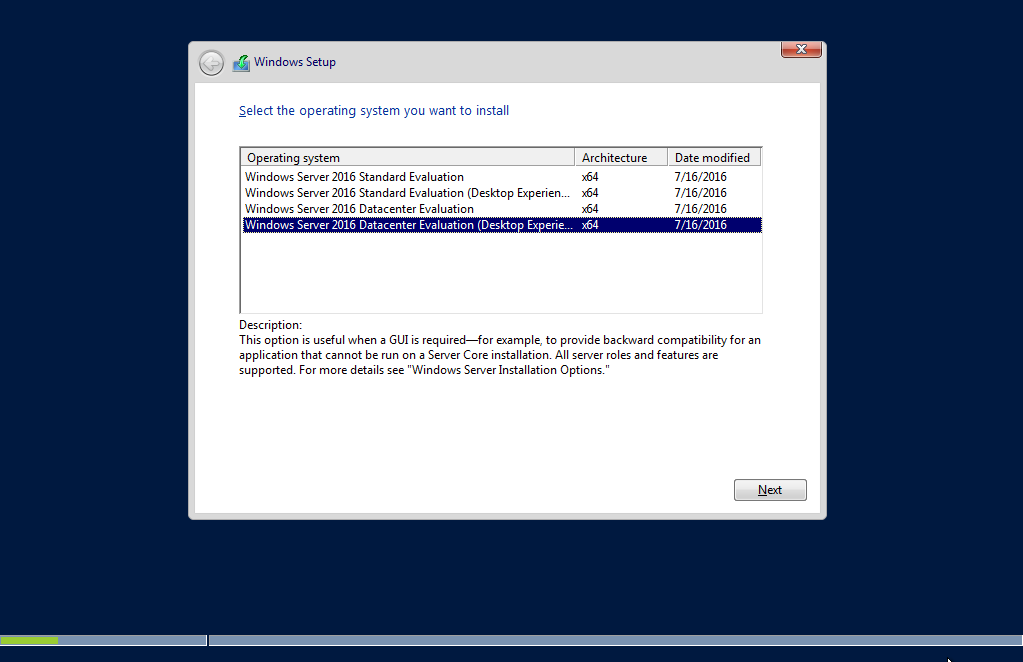 Windows Setup
Select the operating system you want to install
Operating system Architecture Date modified
Windows Server 2016 Standard Evaluation x64 7/16/2016
Windows Server 2016 Standard Evaluation (Desktop Experien... x64 7/16/2016
Windows Server 2016 Datacenter Evaluation x64 7/16/2016
Windows Server 2016 Datacenter Evaluation (Desktop Experie... x64 7/16/2016
Description:
This option is useful when a GUI is required—for example, to provide backward compatibility for an
application that cannot be run on a Server Core installation. All server roles and features are
supported. For more details see "Windows Server Installation Options."
Next